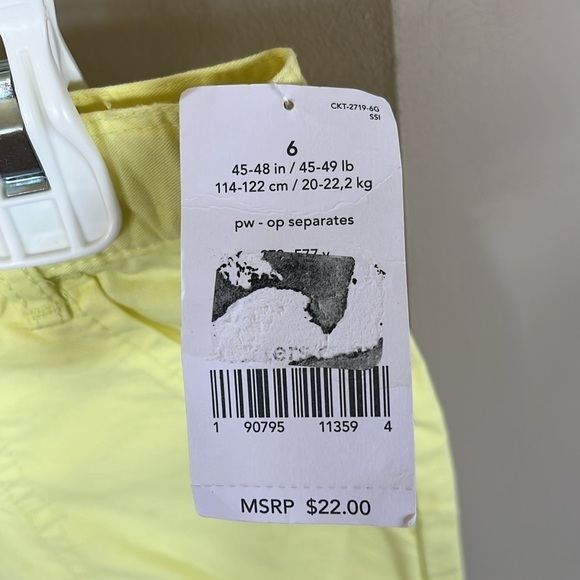 CKT-2719-6G
SSI
6
45-48 in / 45-49 lb
114-122 cm / 20-22,2 kg
pw - op separates
1 90795 11359 4
MSRP $22.00